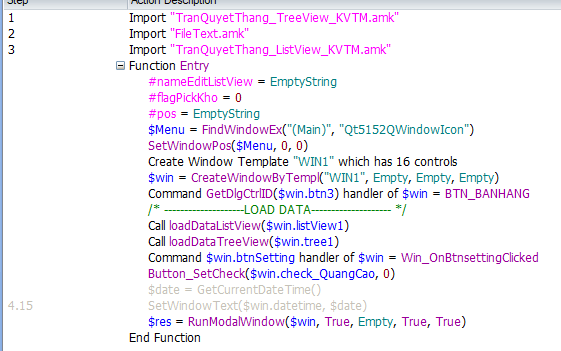 Step Action Description
1 Import "TranQuyetThang_TreeView_KVTM.amk"
2 Import "FileText.amk"
3 Import "TranQuyetThang_ListView_KVTM.amk"
Function Entry
#nameEditListView = EmptyString
#flagPickKho = 0
#pos = EmptyString
$Menu = FindWindowEx("(Main)", "Qt5152QWindowIcon")
SetWindowPos($Menu, 0, 0)
Create Window Template "WIN1" which has 16 controls
$win = CreateWindowByTempl("WIN1", Empty, Empty, Empty)
Command GetDlgCtrlID($win.btn3) handler of $win = BTN_BANHANG
/* --------------------LOAD DATA-------------------- */
Call loadDataListView($win.listView1)
Call loadDataTreeView($win.tree1)
Command $win.btnSetting handler of $win = Win_OnBtnsettingClicked
Button_SetCheck($win.check_QuangCao, 0)
$date = GetCurrentDateTime()
4.15 SetWindowText($win.datetime, $date)
$res = RunModalWindow($win, True, Empty, True, True)
End Function